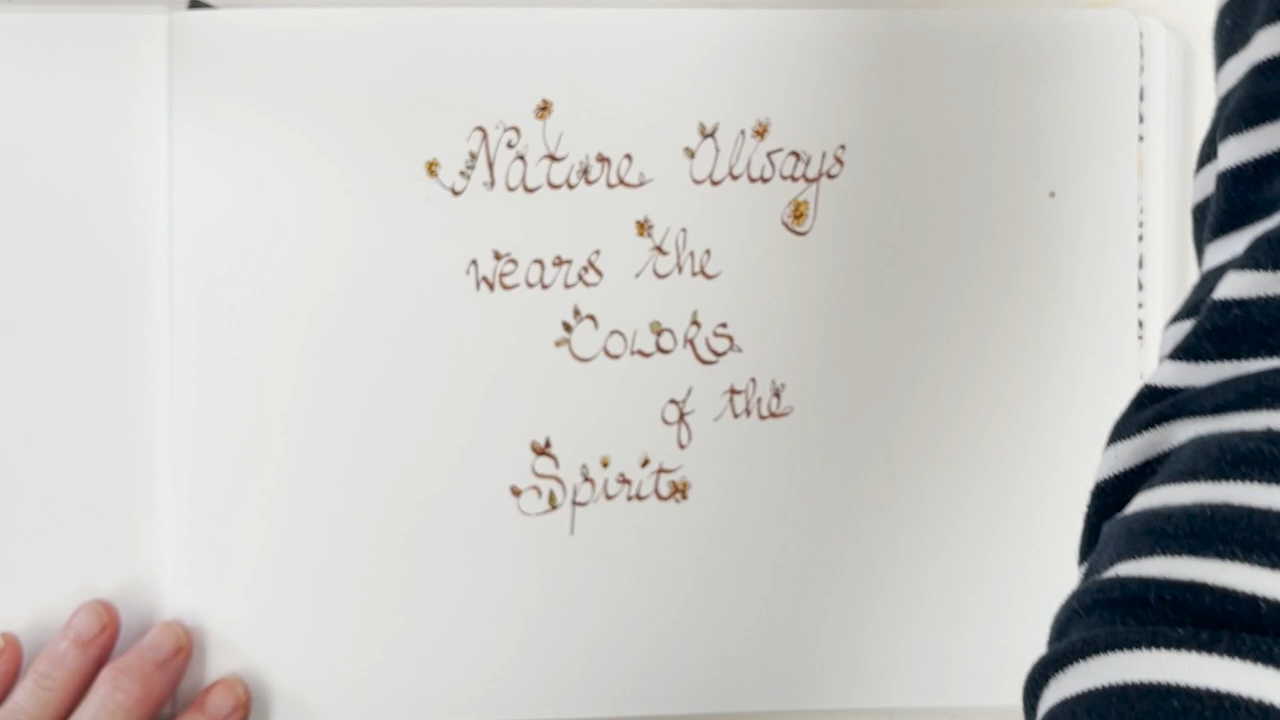 Nature Always
wears the
Colors
of the
Spirit